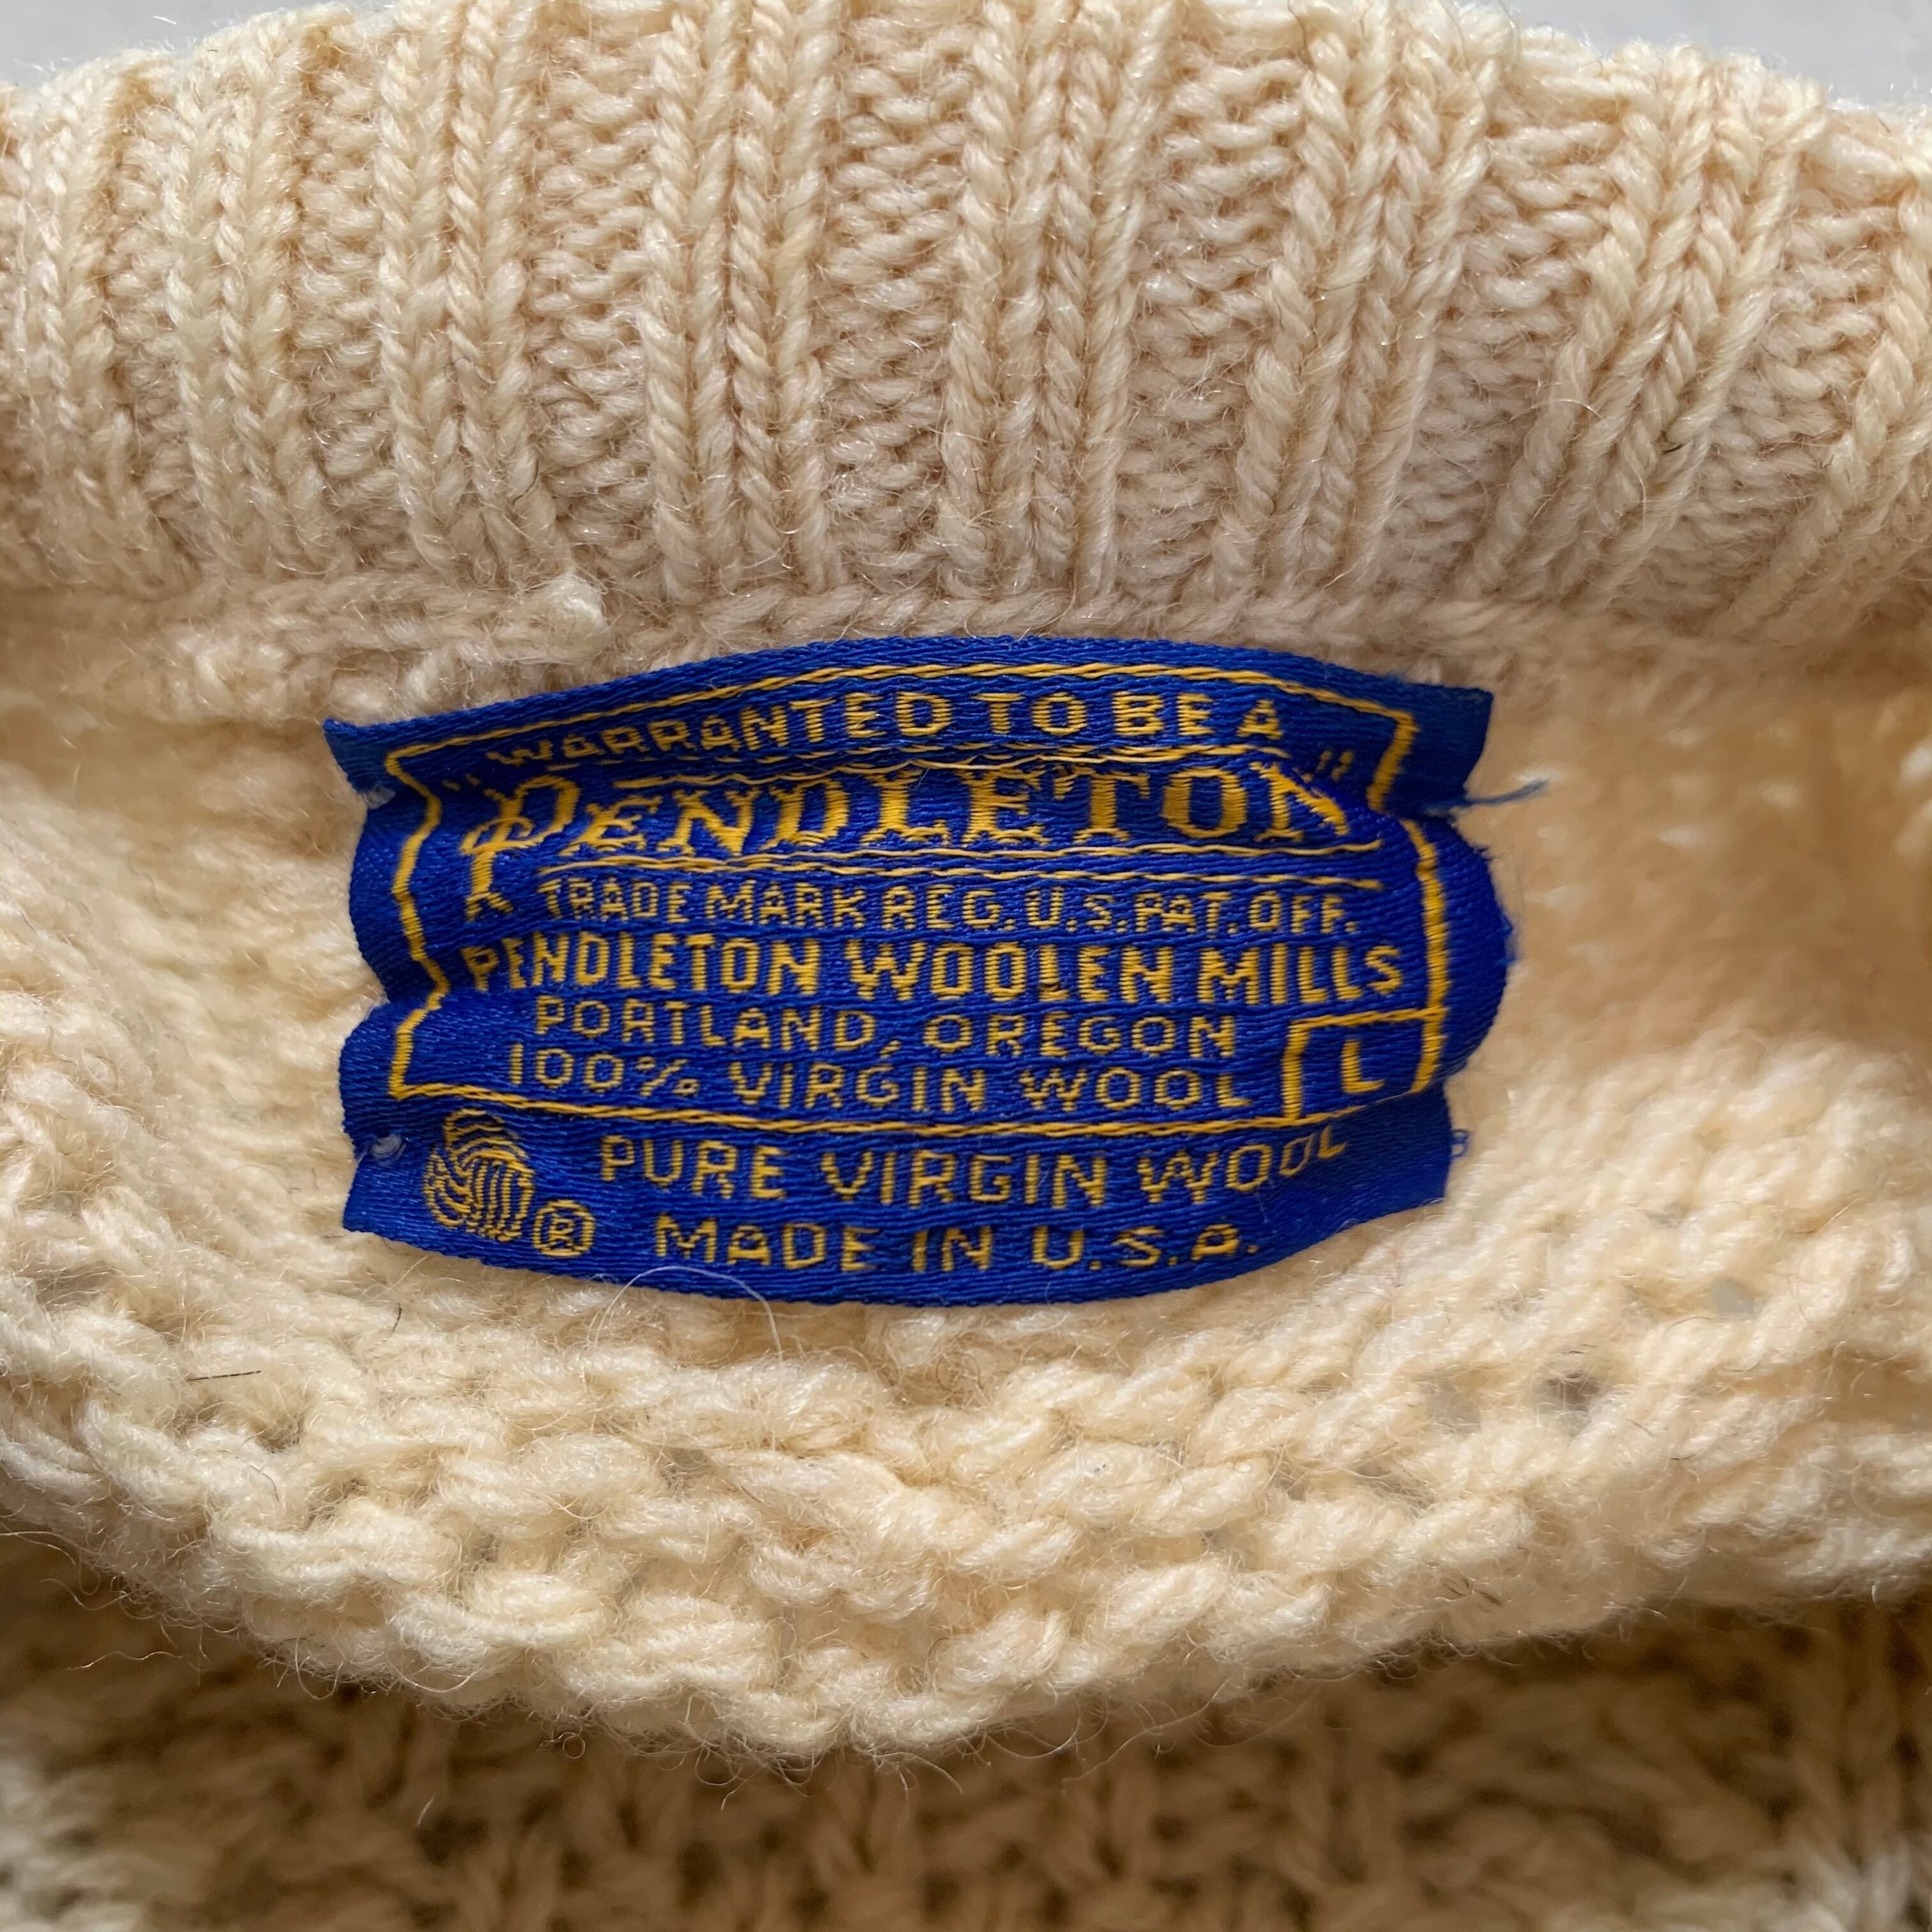 "WARRANTED TO BE A
PENDLETON"
TRADE MARK REG. U.S. PAT. OFF.
PENDLETON WOOLEN MILLS
PORTLAND, OREGON
100% VIRGIN WOOL L
PURE VIRGIN WOOL
® MADE IN U.S.A.